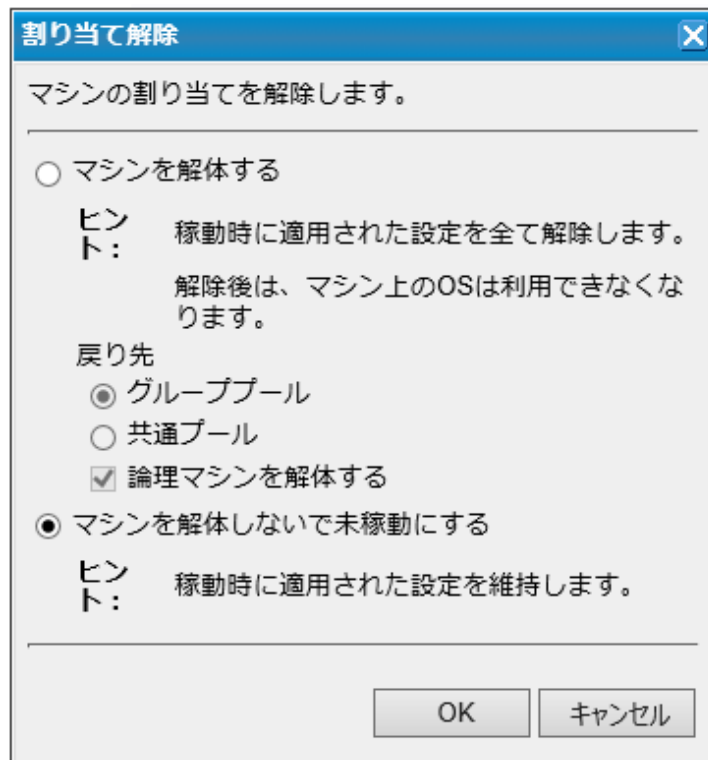 割り当て解除
マシンの割り当てを解除します。
マシンを解体する
ヒント：
稼動時に適用された設定を全て解除します。
解除後は、マシン上のOSは利用できなくな
ります。
戻り先
グループプール
共通プール
論理マシンを解体する
マシンを解体しないで未稼動にする
ヒント：
稼動時に適用された設定を維持します。
OK
キャンセル